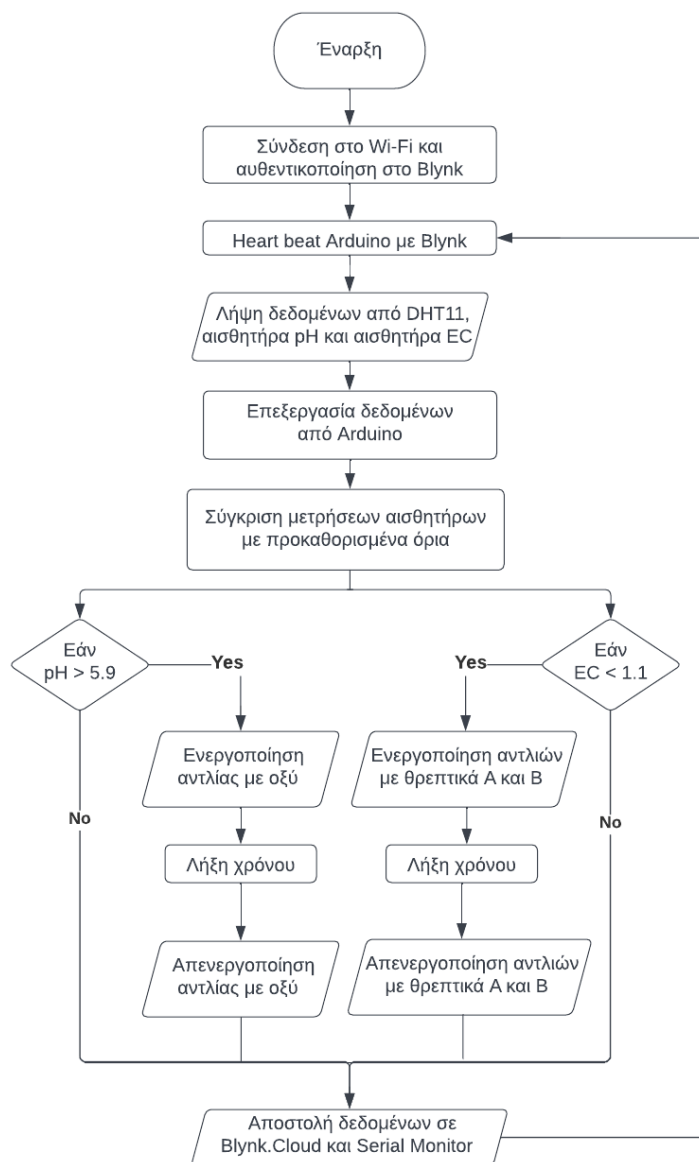 Έναρξη
Σύνδεση στο Wi-Fi και
αυθεντικοποίηση στο Blynk
Heart beat Arduino με Blynk
Λήψη δεδομένων από DHT11,
αισθητήρα pH και αισθητήρα EC
Επεξεργασία δεδομένων
από Arduino
Σύγκριση μετρήσεων αισθητήρων
με προκαθορισμένα όρια
Εάν
pH > 5.9
Yes
Yes
Εάν
EC < 1.1
Ενεργοποίηση
αντλίας με οξύ
Ενεργοποίηση αντλιών
με θρεπτικά Α και Β
No
No
Λήξη χρόνου
Λήξη χρόνου
Απενεργοποίηση
αντλίας με οξύ
Απενεργοποίηση αντλιών
με θρεπτικά Α και Β
Αποστολή δεδομένων σε
Blynk.Cloud και Serial Monitor